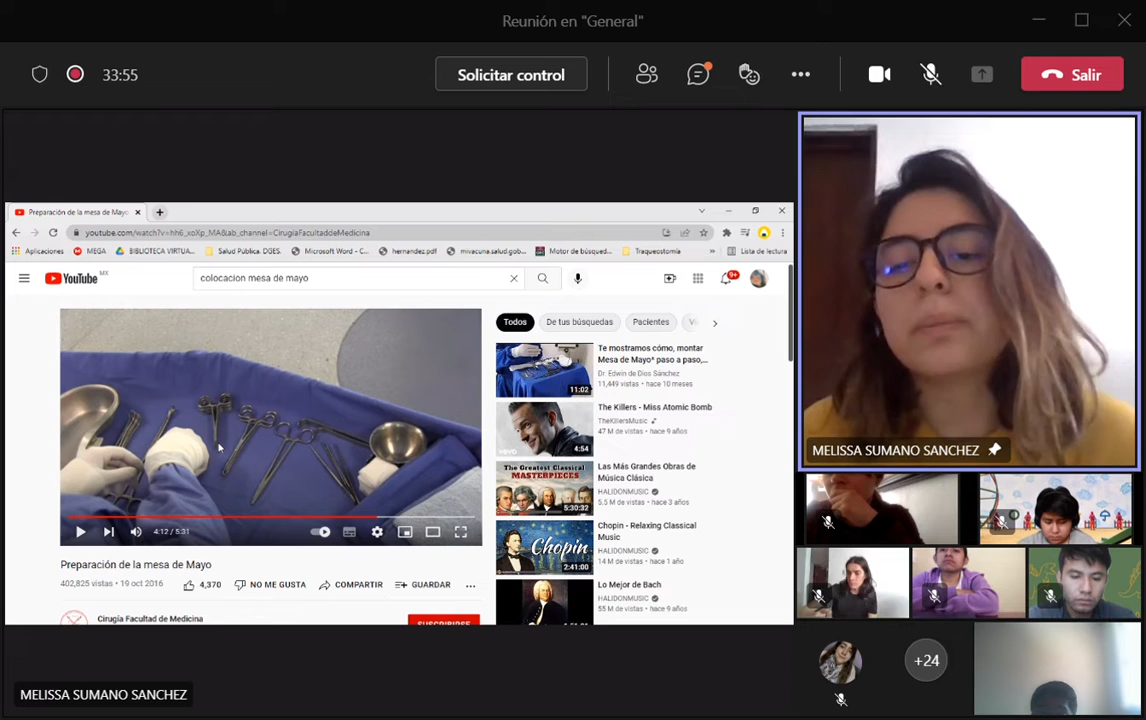 Reunión en "General"
33:55
Solicitar control
Salir
Preparación de la mesa de Mayo
youtube.com/watch?v=hh6_xoXp_MA&ab_channel=CirugíaFacultaddeMedicina
Aplicaciones
MEGA
BIBLIOTECA VIRTUA...
Salud Pública. DGES.
Microsoft Word - C...
hernandez.pdf
mivacuna.salud.gob...
Motor de búsqued...
Traqueostomía
»
Lista de lectura
YouTube MX
colocacion mesa de mayo
9+
Todos
De tus búsquedas
Pacientes
Te mostramos cómo, montar
Mesa de Mayo* paso a paso,...
Dr. Edwin de Dios Sánchez
11,449 vistas • hace 10 meses
11:02
The Killers - Miss Atomic Bomb
TheKillersMusic
47 M de vistas • hace 9 años
vevo
4:54
Las Más Grandes Obras de
Música Clásica
HALIDONMUSIC
5.5 M de vistas • hace 3 años
The Greatest Classical
MASTERPIECES
5:30:32
Chopin - Relaxing Classical
Music
HALIDONMUSIC
14 M de vistas • hace 1 año
Chopin
2:41:00
Lo Mejor de Bach
HALIDONMUSIC
55 M de vistas • hace 9 años
4:12 / 5:31
Preparación de la mesa de Mayo
402,825 vistas • 19 oct 2016
4,370
NO ME GUSTA
COMPARTIR
GUARDAR
Cirugía Facultad de Medicina
SUSCRIBIRSE
MELISSA SUMANO SANCHEZ
+24
MELISSA SUMANO SANCHEZ